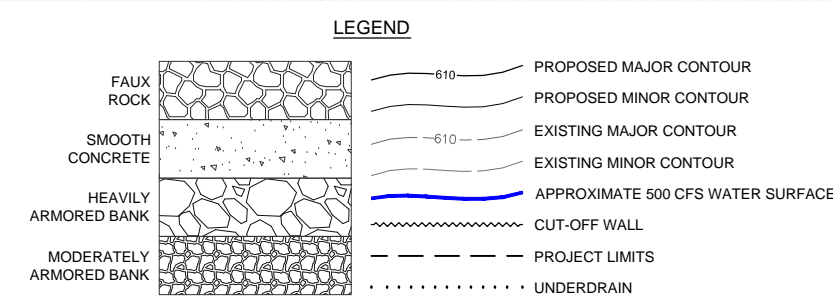 LEGEND
FAUX
ROCK
SMOOTH
CONCRETE
HEAVILY
ARMORED BANK
MODERATELY
ARMORED BANK
610
PROPOSED MAJOR CONTOUR
PROPOSED MINOR CONTOUR
610
EXISTING MAJOR CONTOUR
EXISTING MINOR CONTOUR
APPROXIMATE 500 CFS WATER SURFACE
CUT-OFF WALL
PROJECT LIMITS
UNDERDRAIN